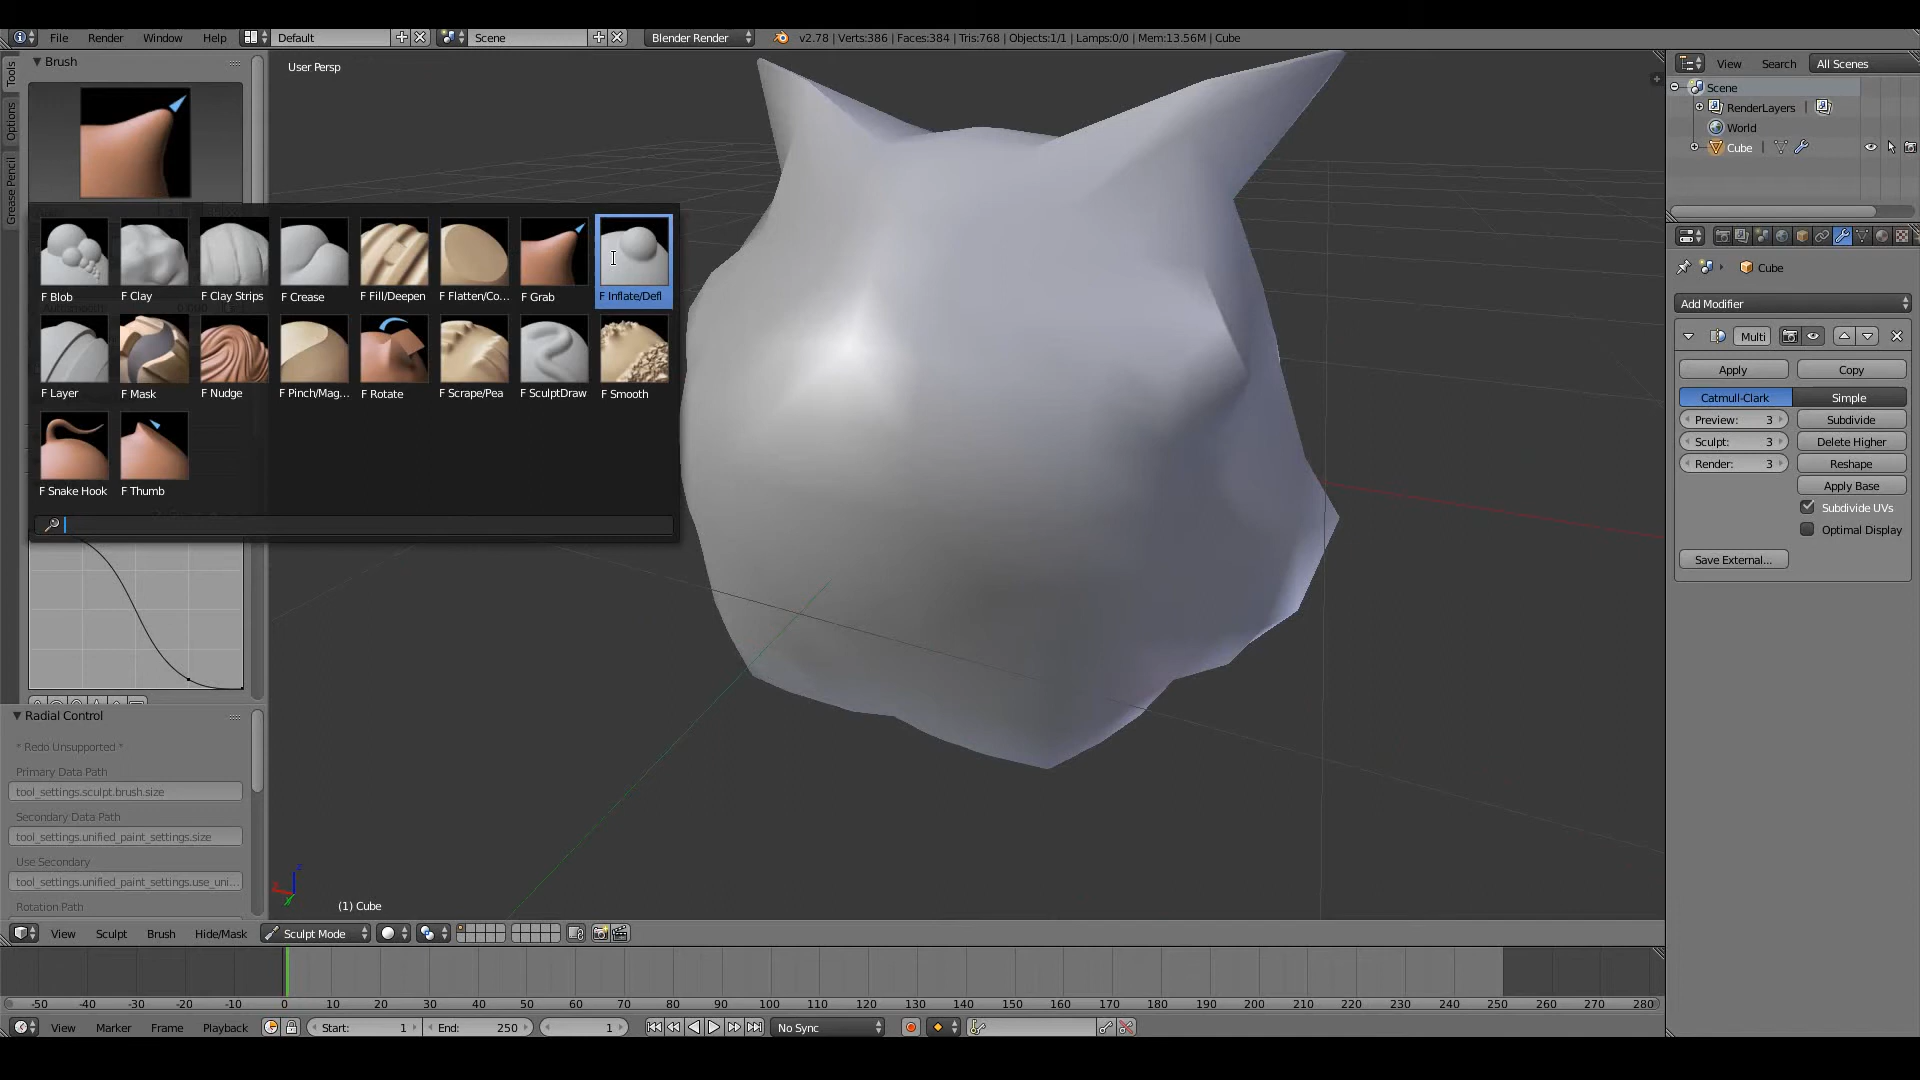 File Render Window Help Default Scene Blender Render v2.78 | Verts:386 | Faces:384 | Tris:768 | Objects:1/1 | Lamps:0/0 | Mem:13.56M | Cube
Tools
Options
Grease Pencil
Brush
User Persp
F Blob F Clay F Clay Strips F Crease F Fill/Deepen F Flatten/Co... F Grab F Inflate/Defl
F Layer F Mask F Nudge F Pinch/Mag... F Rotate F Scrape/Pea F SculptDraw F Smooth
F Snake Hook F Thumb
Radial Control
* Redo Unsupported *
Primary Data Path
tool_settings.sculpt.brush.size
Secondary Data Path
tool_settings.unified_paint_settings.size
Use Secondary
tool_settings.unified_paint_settings.use_uni...
Rotation Path
(1) Cube
View Sculpt Brush Hide/Mask Sculpt Mode
-50 -40 -30 -20 -10 0 10 20 30 40 50 60 70 80 90 100 110 120 130 140 150 160 170 180 190 200 210 220 230 240 250 260 270 280
View Marker Frame Playback Start: 1 End: 250 1 No Sync
View Search All Scenes
Scene
RenderLayers |
World
Cube |
Cube
Add Modifier
Multi
Apply Copy
Catmull-Clark Simple
Preview: 3 Subdivide
Sculpt: 3 Delete Higher
Render: 3 Reshape
Apply Base
Subdivide UVs
Optimal Display
Save External...